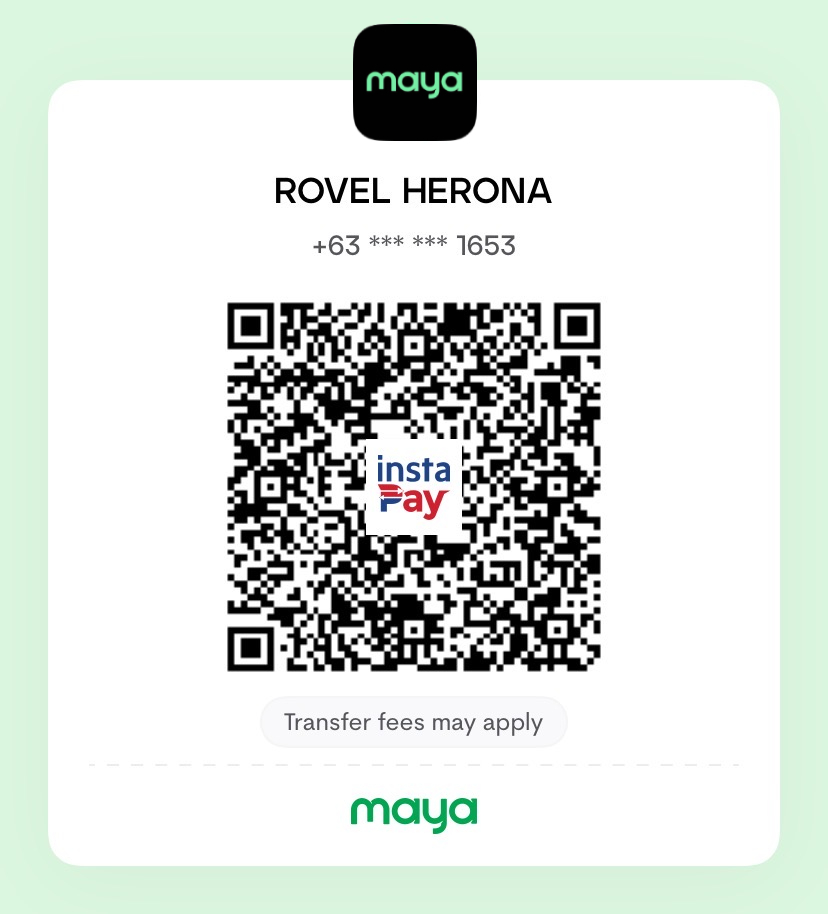 maya
ROVEL HERONA
+63 *** *** 1653
insta
Pay
Transfer fees may apply
maya